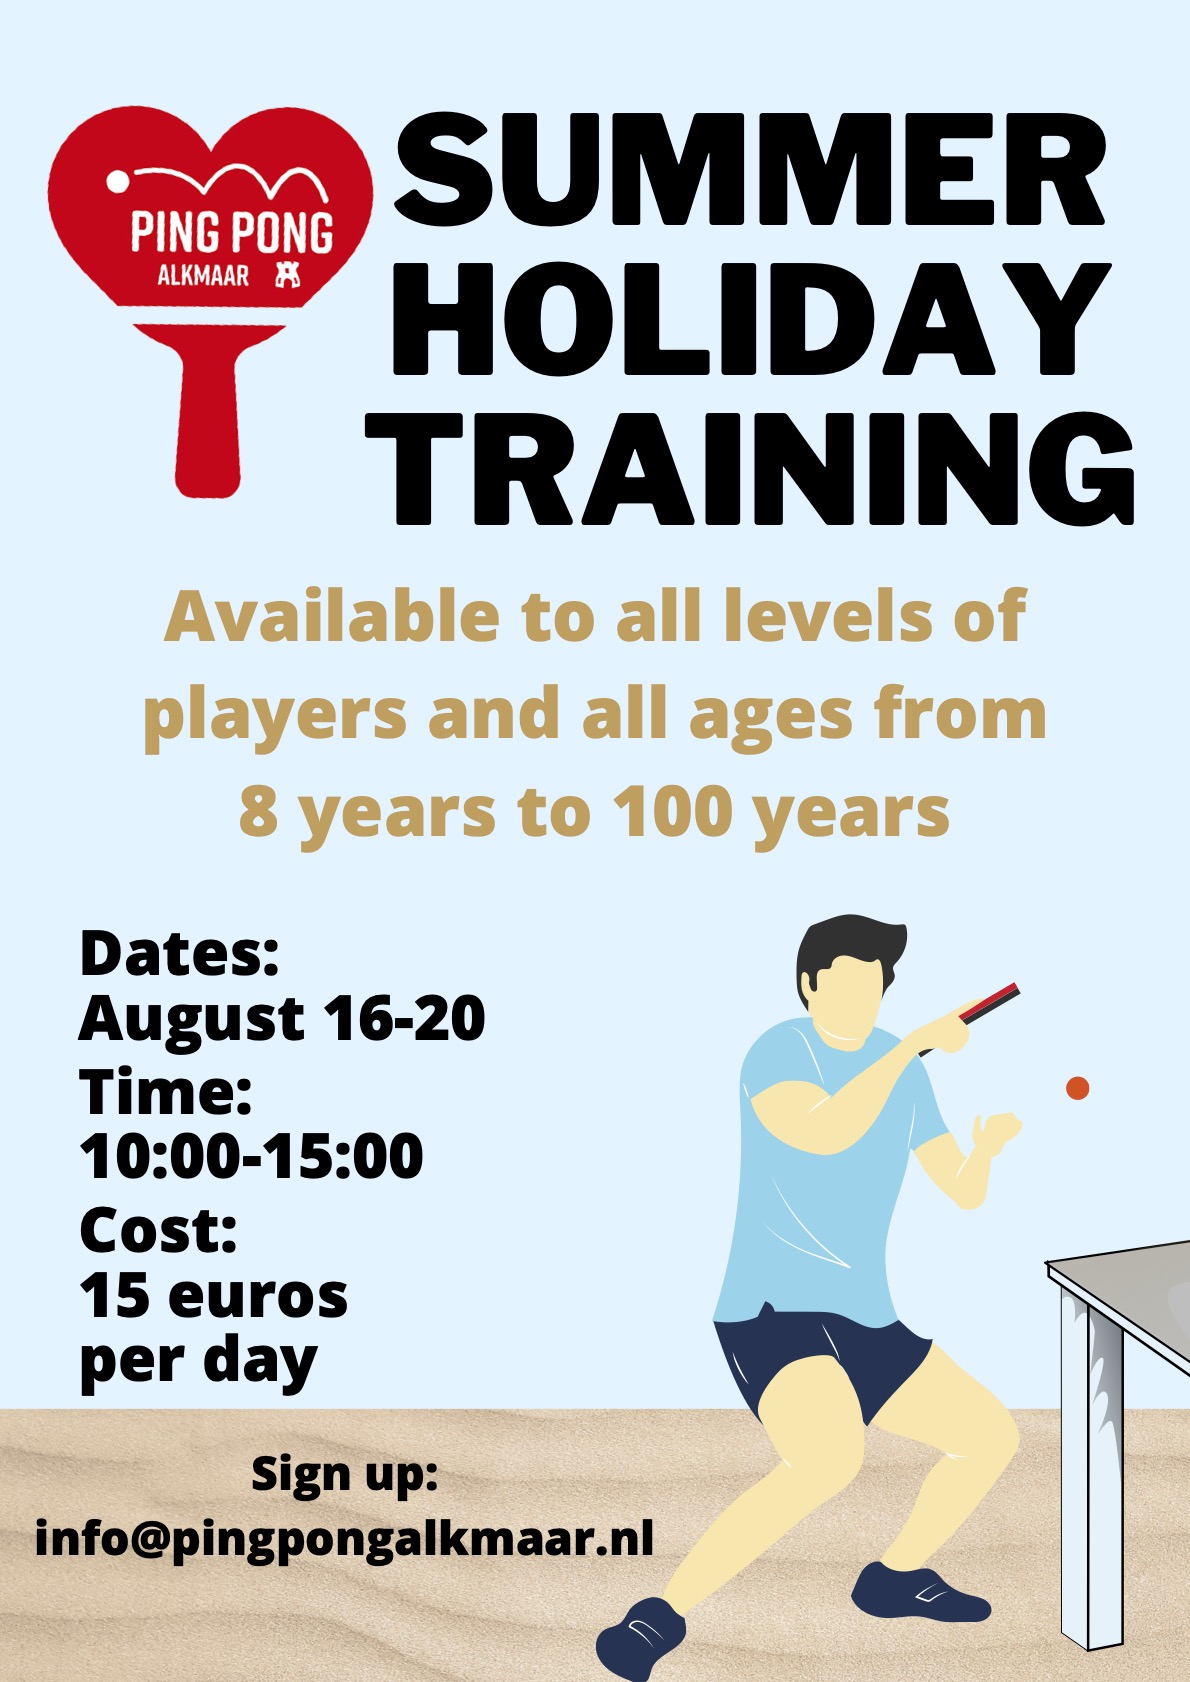 PING PONG
ALKMAAR
SUMMER
HOLIDAY
TRAINING
Available to all levels of
players and all ages from
8 years to 100 years
Dates:
August 16-20
Time:
10:00-15:00
Cost:
15 euros
per day
Sign up:
info@pingpongalkmaar.nl